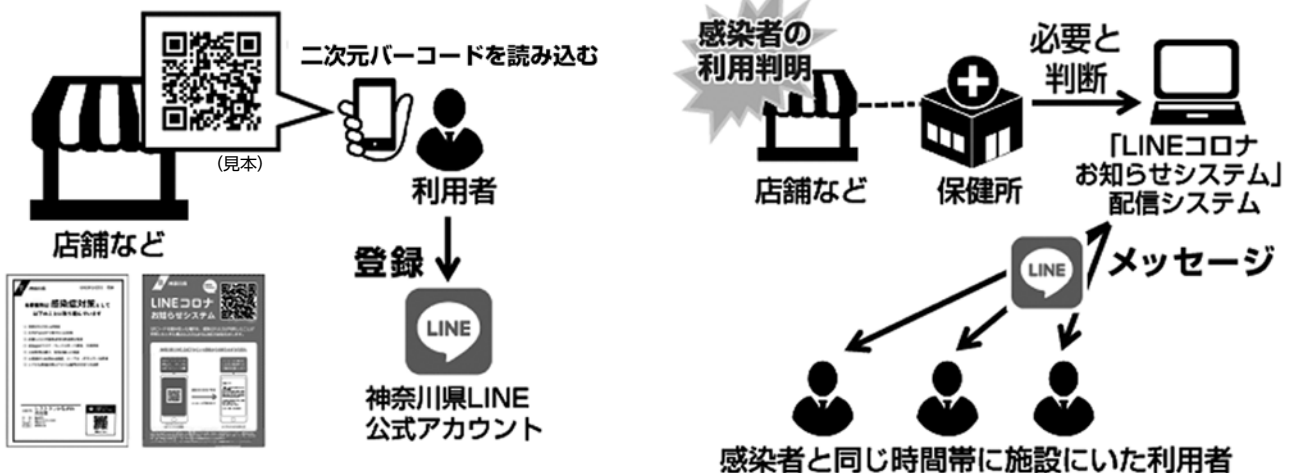 二次元バーコードを読み込む
(見本)
利用者
店舗など
登録
LINE
神奈川県LINE
公式アカウント
感染症対策
LINEコロナ
お知らせシステム
感染者の
利用判明
必要と
判断
店舗など
保健所
「LINEコロナ
お知らせシステム」
配信システム
LINE
メッセージ
感染者と同じ時間帯に施設にいた利用者